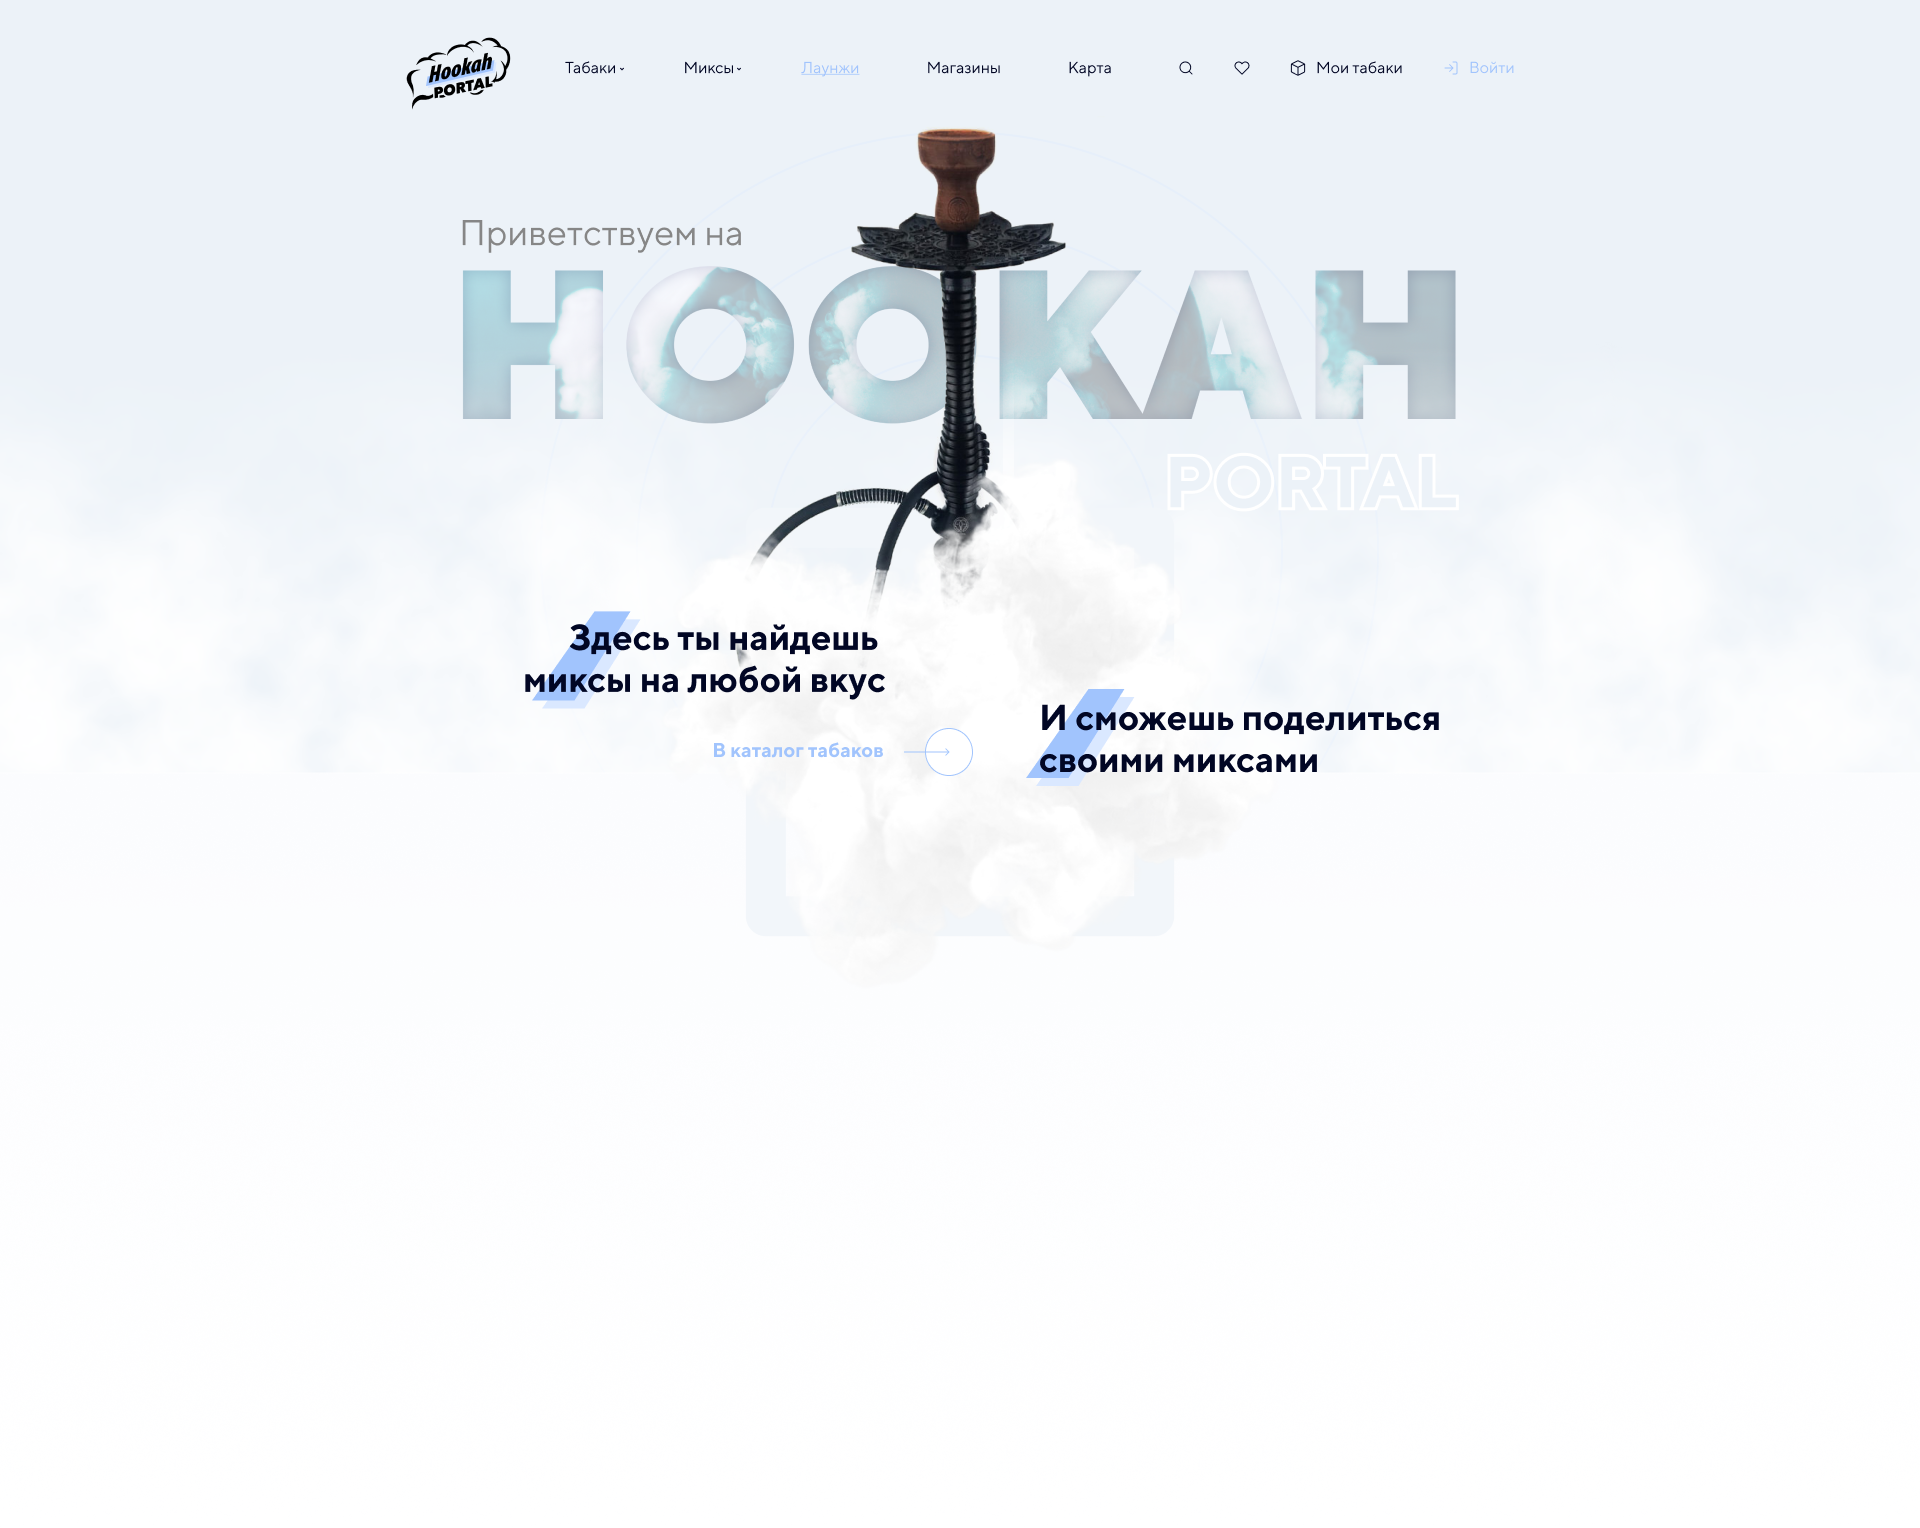 Hookah
PORTAL
Табаки
Миксы
Лаунжи
Магазины
Карта
Мои табаки
Войти
Приветствуем на
HOOKAH
PORTAL
Здесь ты найдешь
миксы на любой вкус
В каталог табаков
И сможешь поделиться
своими миксами